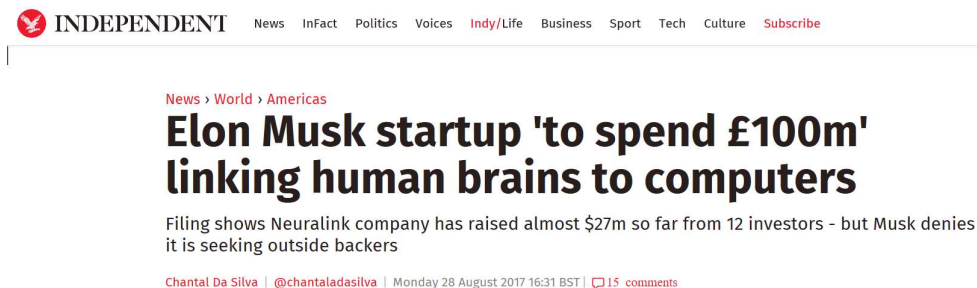 INDEPENDENT News InFact Politics Voices Indy/Life Business Sport Tech Culture Subscribe
News › World › Americas
Elon Musk startup 'to spend £100m'
linking human brains to computers
Filing shows Neuralink company has raised almost $27m so far from 12 investors - but Musk denies
it is seeking outside backers
Chantal Da Silva | @chantaladasilva | Monday 28 August 2017 16:31 BST | 15 comments